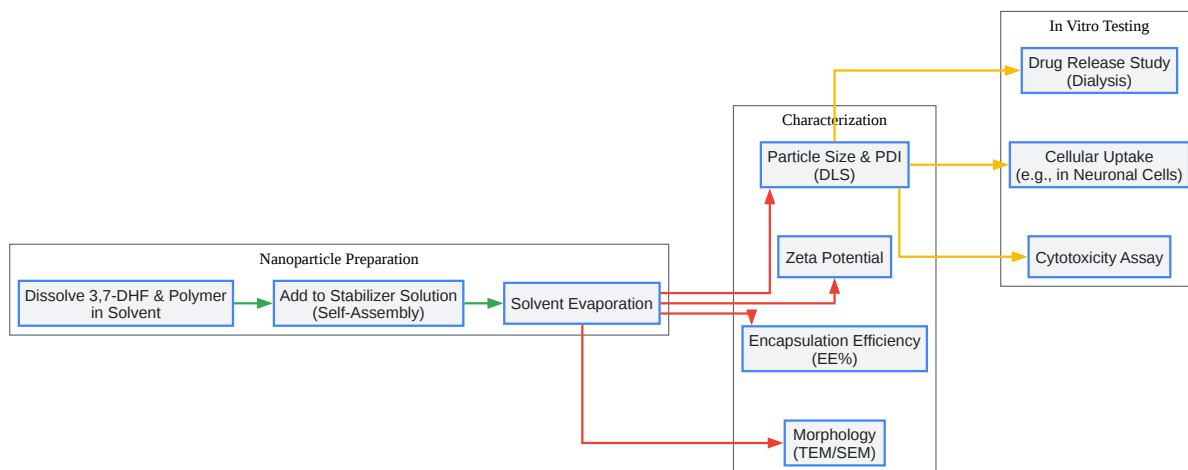 Nanoparticle Preparation
Dissolve 3,7-DHF & Polymer
in Solvent
Add to Stabilizer Solution
(Self-Assembly)
Solvent Evaporation
Characterization
Particle Size & PDI
(DLS)
Zeta Potential
Encapsulation Efficiency
(EE%)
Morphology
(TEM/SEM)
In Vitro Testing
Drug Release Study
(Dialysis)
Cellular Uptake
(e.g., in Neuronal Cells)
Cytotoxicity Assay